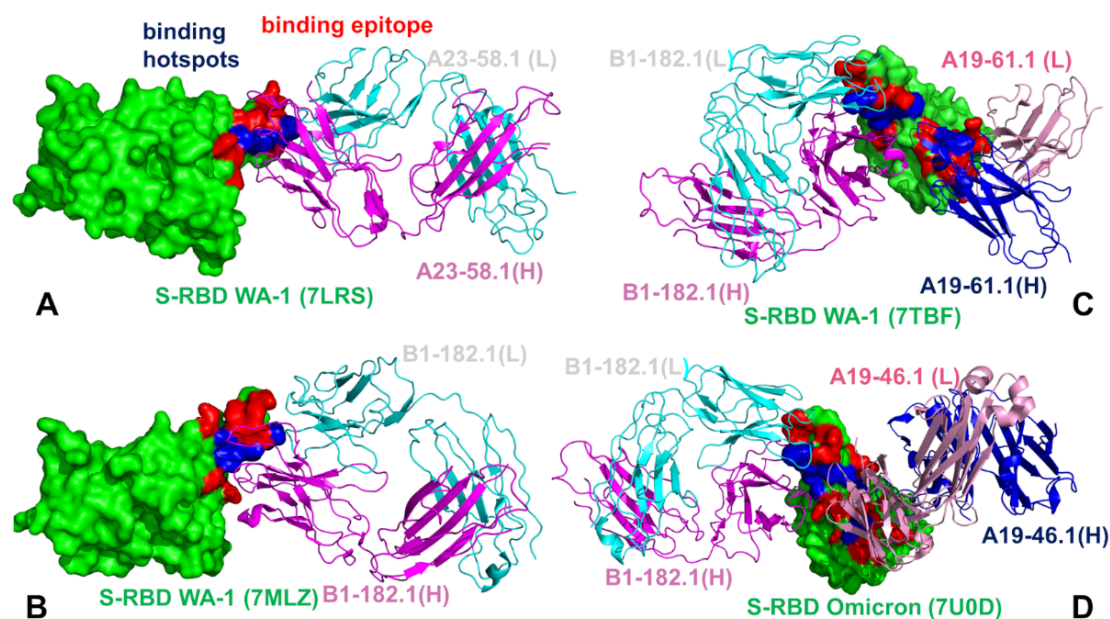 binding
hotspots
binding epitope
A23-58.1 (L)
A23-58.1(H)
S-RBD WA-1 (7LRS)
A
B1-182.1(L)
A19-61.1 (L)
B1-182.1(H)
A19-61.1(H)
S-RBD WA-1 (7TBF)
C
B1-182.1(L)
B1-182.1(H)
S-RBD WA-1 (7MLZ)
B
B1-182.1(L)
A19-46.1 (L)
A19-46.1(H)
B1-182.1(H)
S-RBD Omicron (7U0D)
D